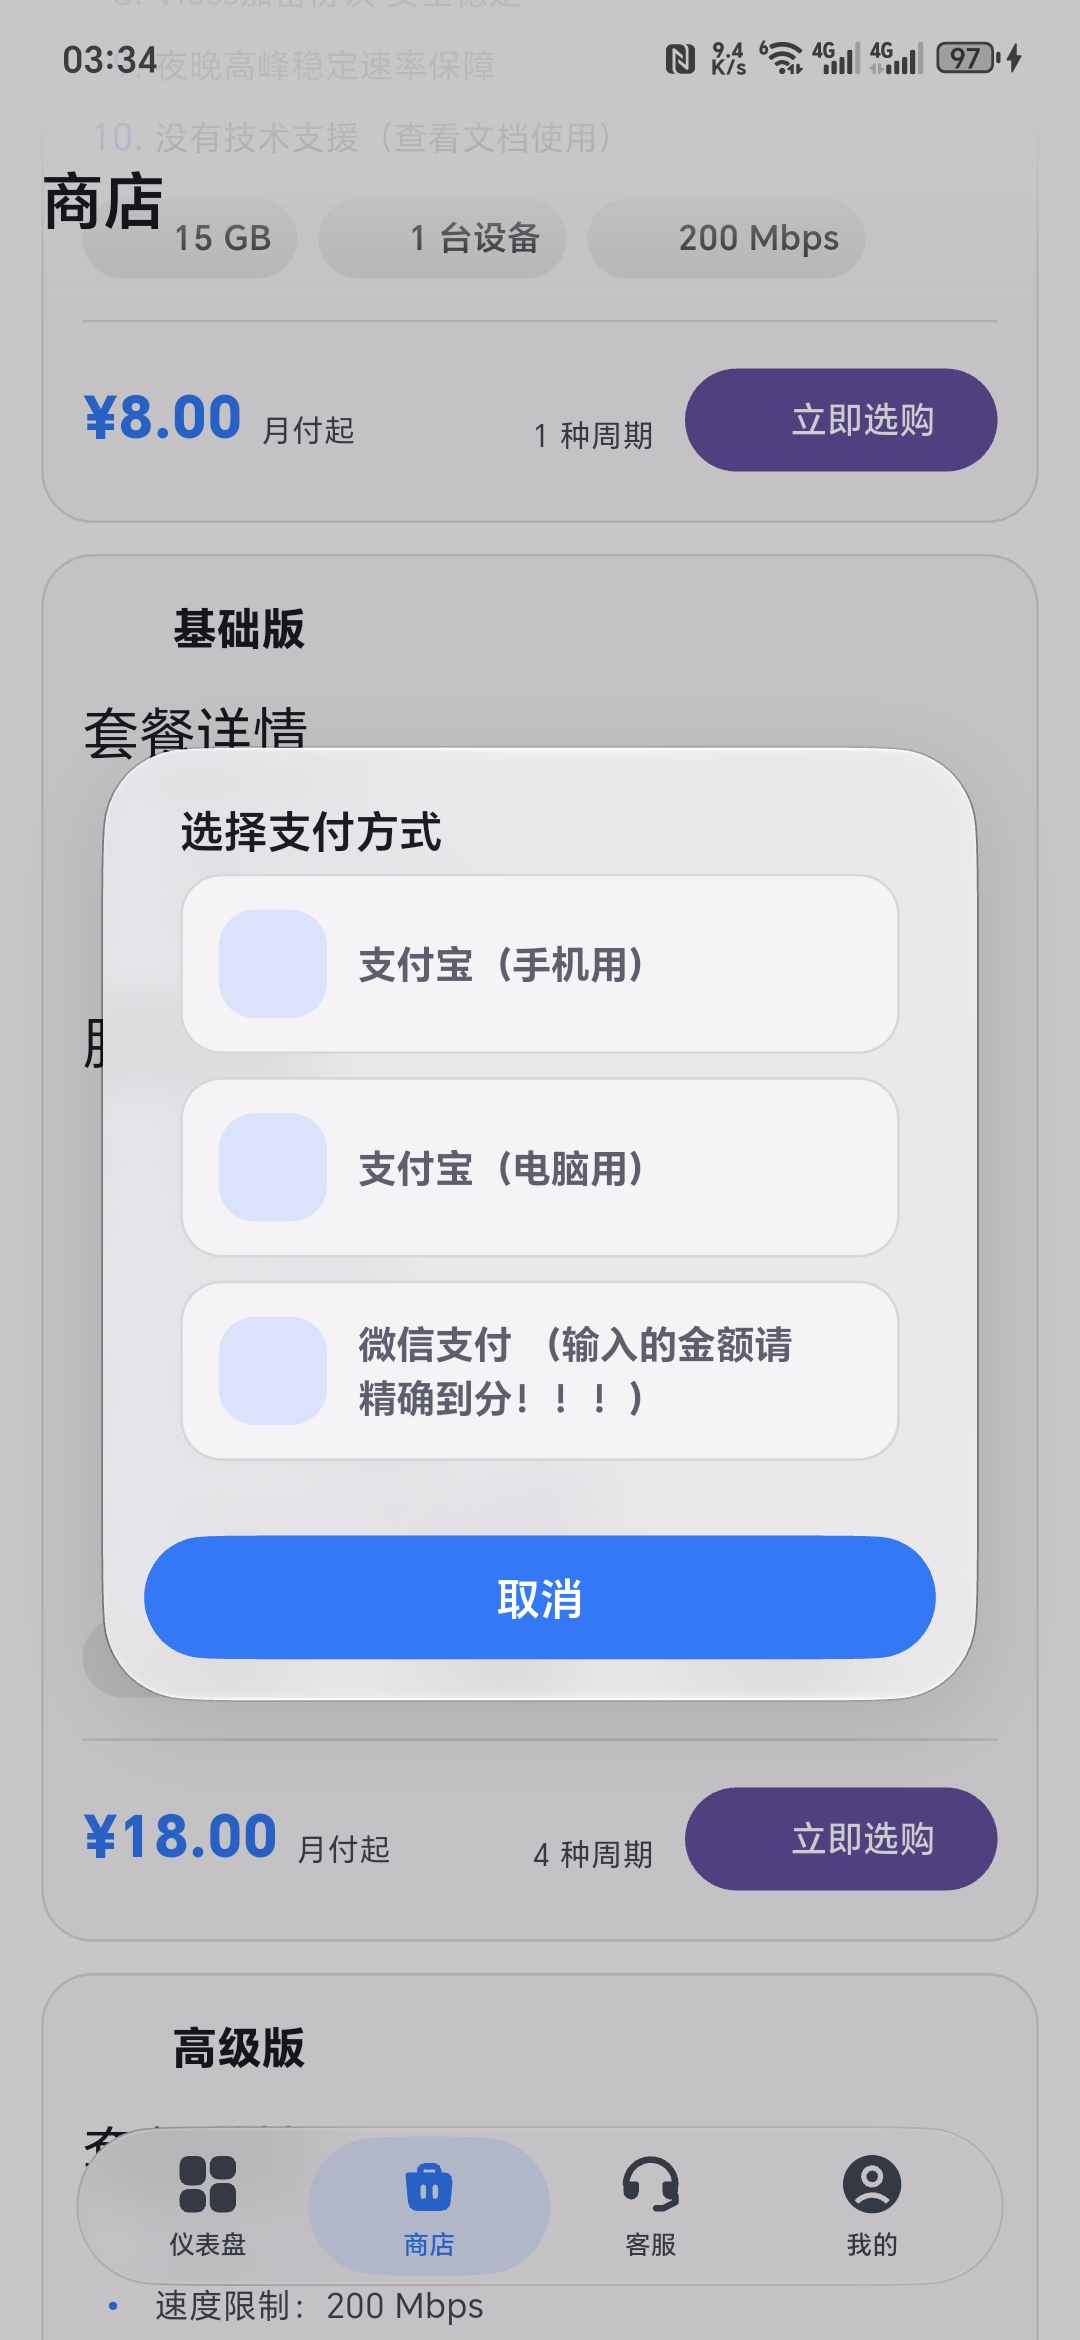 03:34
9.4 K/s
6
4G
4G
97
9. 夜晚高峰稳定速率保障
10. 没有技术支援（查看文档使用）
商店
15 GB
1 台设备
200 Mbps
¥8.00 月付起
1 种周期
立即选购
基础版
套餐详情
选择支付方式
支付宝（手机用）
支付宝（电脑用）
微信支付 （输入的金额请
精确到分！！！）
取消
¥18.00 月付起
4 种周期
立即选购
高级版
仪表盘
商店
客服
我的
• 速度限制：200 Mbps